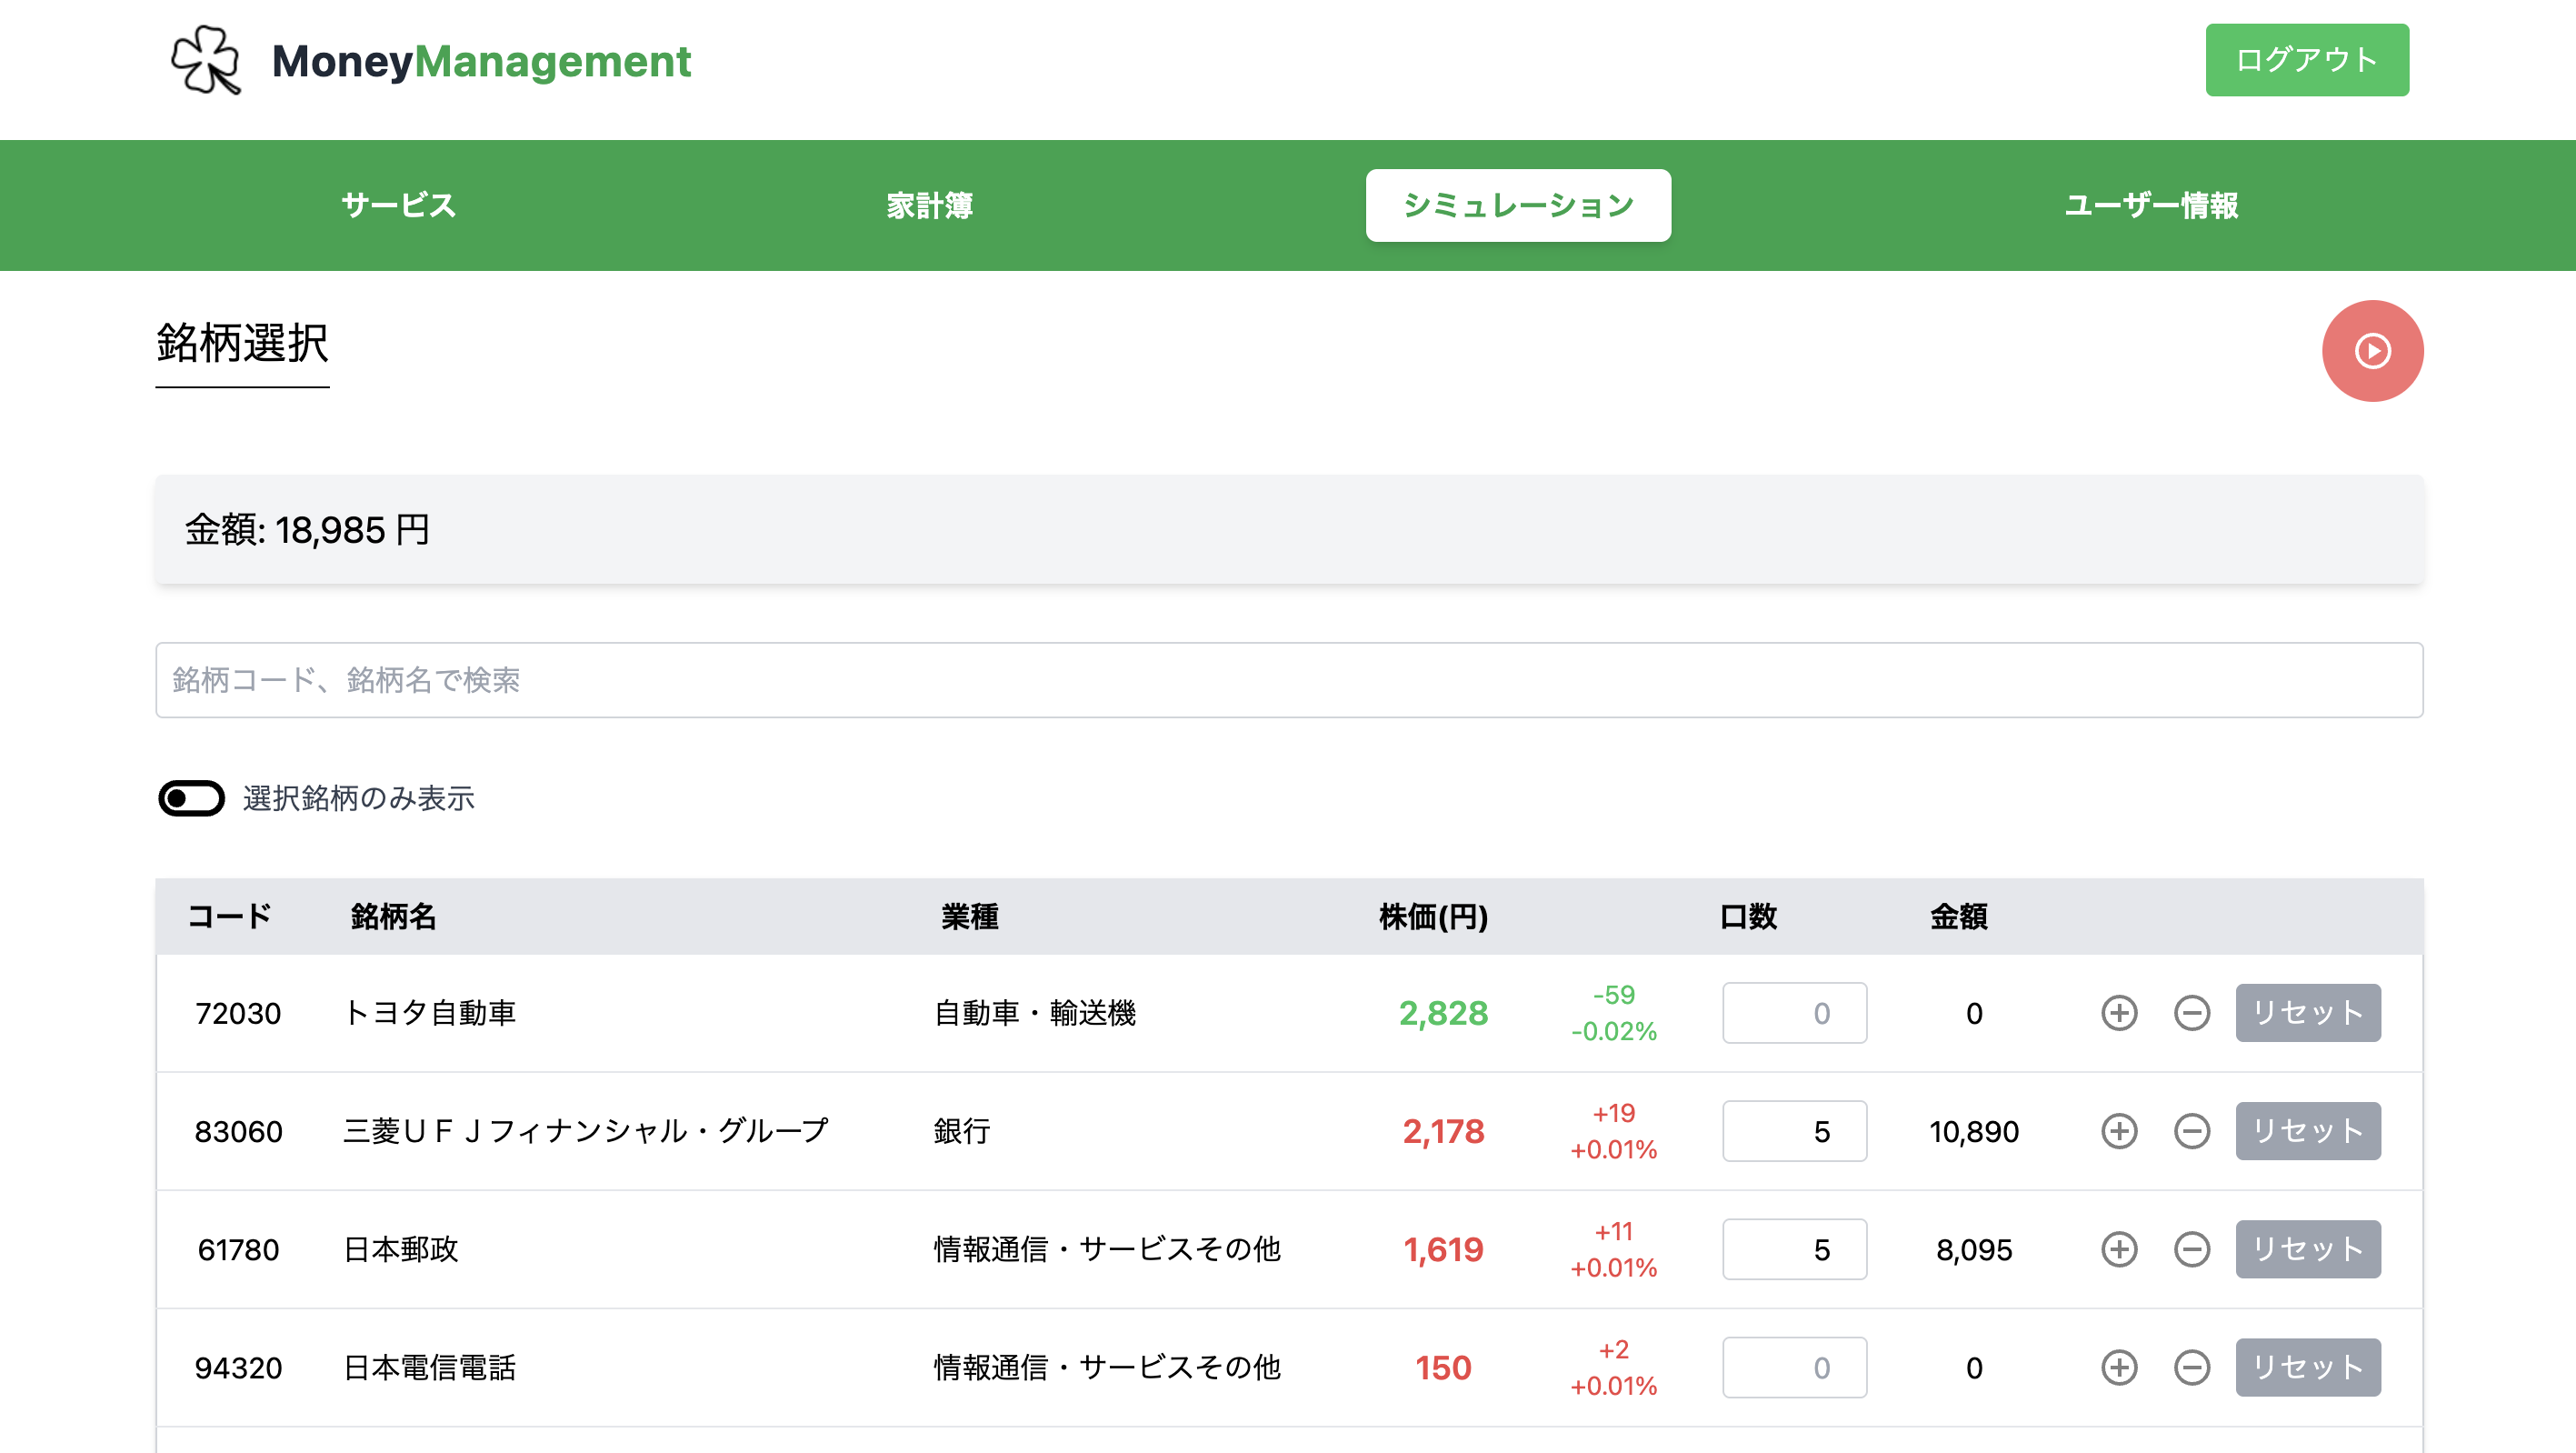 MoneyManagement
ログアウト
サービス 家計簿 シミュレーション ユーザー情報
銘柄選択
金額: 18,985 円
銘柄コード、銘柄名で検索
選択銘柄のみ表示
コード 銘柄名 業種 株価(円) 口数 金額
72030 トヨタ自動車 自動車・輸送機 2,828 -59 -0.02% 0 0 リセット
83060 三菱ＵＦＪフィナンシャル・グループ 銀行 2,178 +19 +0.01% 5 10,890 リセット
61780 日本郵政 情報通信・サービスその他 1,619 +11 +0.01% 5 8,095 リセット
94320 日本電信電話 情報通信・サービスその他 150 +2 +0.01% 0 0 リセット